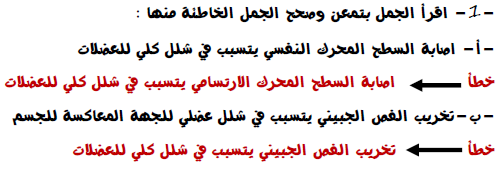 -1- اقرأ الجمل بتمعن وصحح الجمل الخاطئة منها :
-أ- اصابة السطح المحرك النفسي يتسبب في شلل كلي للعضلات
خطأ اصابة السطح المحرك الارتسامي يتسبب في شلل كلي للعضلات
-ب-تخريب الفص الجبيني يتسبب في شلل عضلي للجهة المعاكسة للجسم
خطأ تخريب الفص الجبيني يتسبب في شلل كلي للعضلات